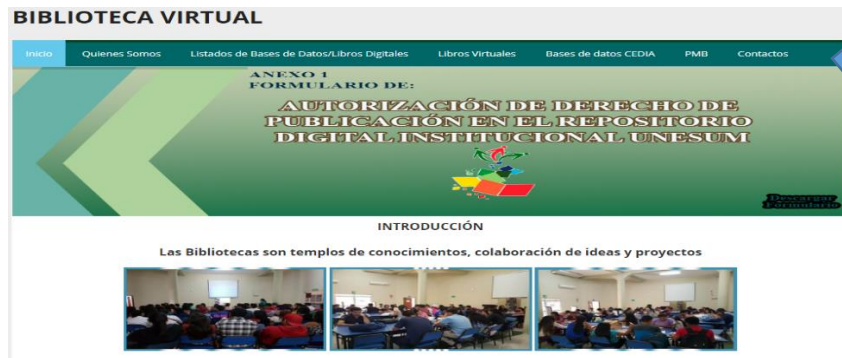 BIBLIOTECA VIRTUAL
Inicio Quienes Somos Listados de Bases de Datos/Libros Digitales Libros Virtuales Bases de datos CEDIA PMB Contactos
ANEXO 1
FORMULARIO DE:
AUTORIZACIÓN DE DERECHO DE
PUBLICACIÓN EN EL REPOSITORIO
DIGITAL INSTITUCIONAL UNESUM
Descargar
Formulario
INTRODUCCIÓN
Las Bibliotecas son templos de conocimientos, colaboración de ideas y proyectos